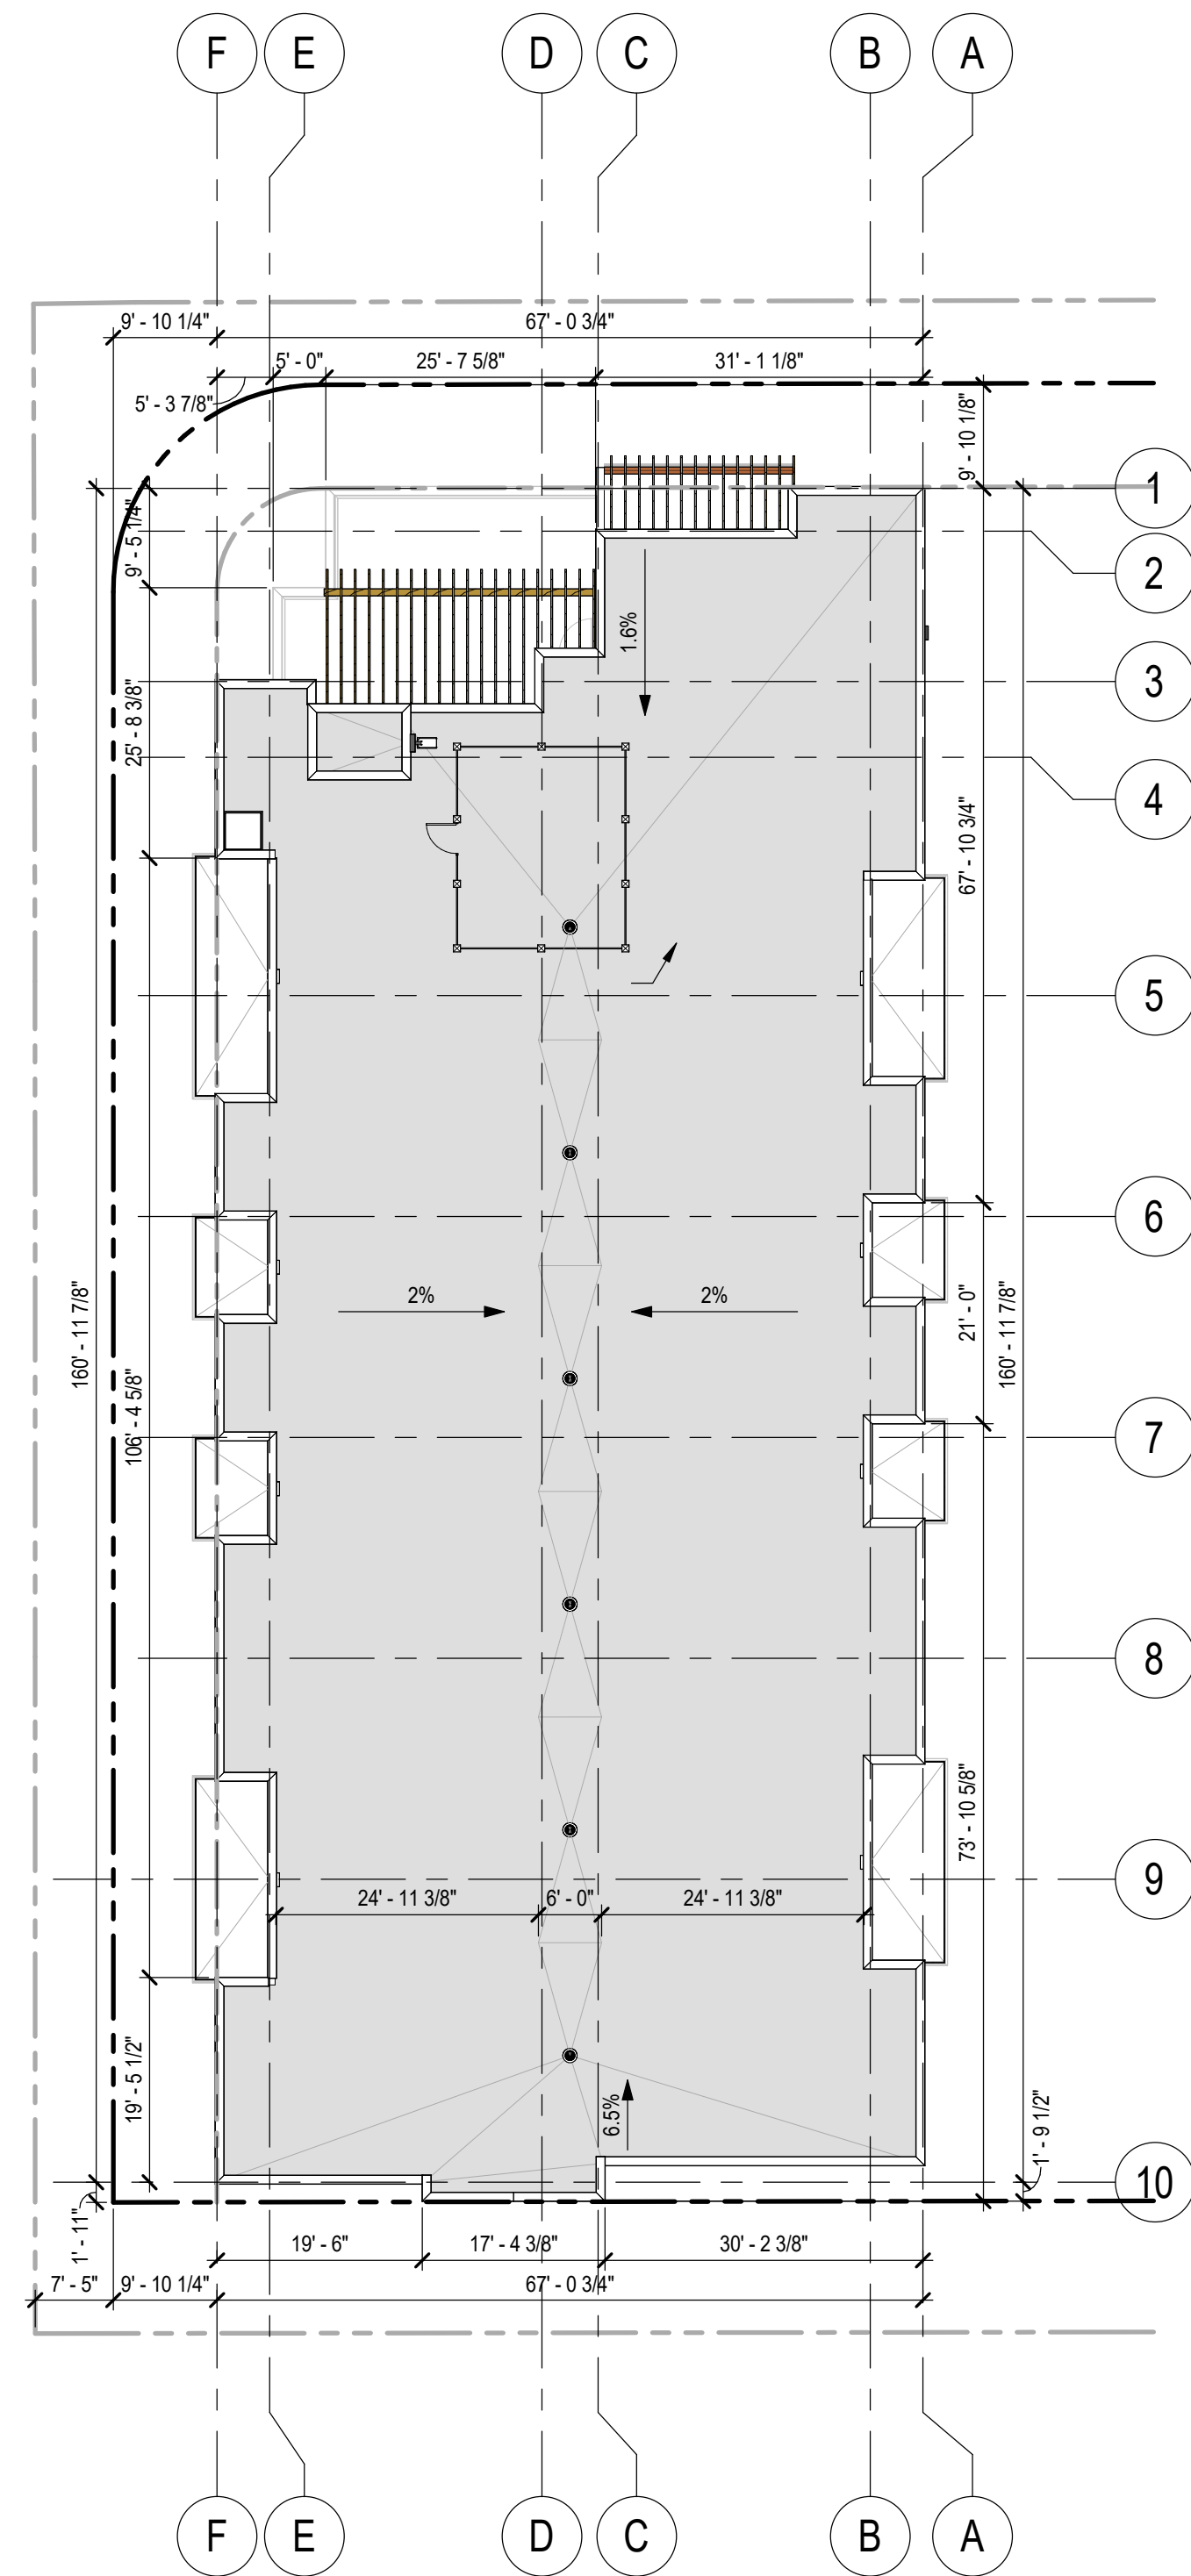 F E D C B A
9' - 10 1/4" 67' - 0 3/4"
5' - 0" 25' - 7 5/8" 31' - 1 1/8"
5' - 3 7/8"
9' - 10 1/8"
1
9' - 5 1/4"
2
1.6%
3
25' - 8 3/8"
4
67' - 10 3/4"
5
6
2% 2%
21' - 0"
160' - 11 7/8"
160' - 11 7/8"
106' - 4 5/8"
7
8
73' - 10 5/8"
9
24' - 11 3/8" 6' - 0" 24' - 11 3/8"
19' - 5 1/2"
6.5%
1' - 9 1/2"
10
1' - 11"
19' - 6" 17' - 4 3/8" 30' - 2 3/8"
7' - 5" 9' - 10 1/4" 67' - 0 3/4"
F E D C B A